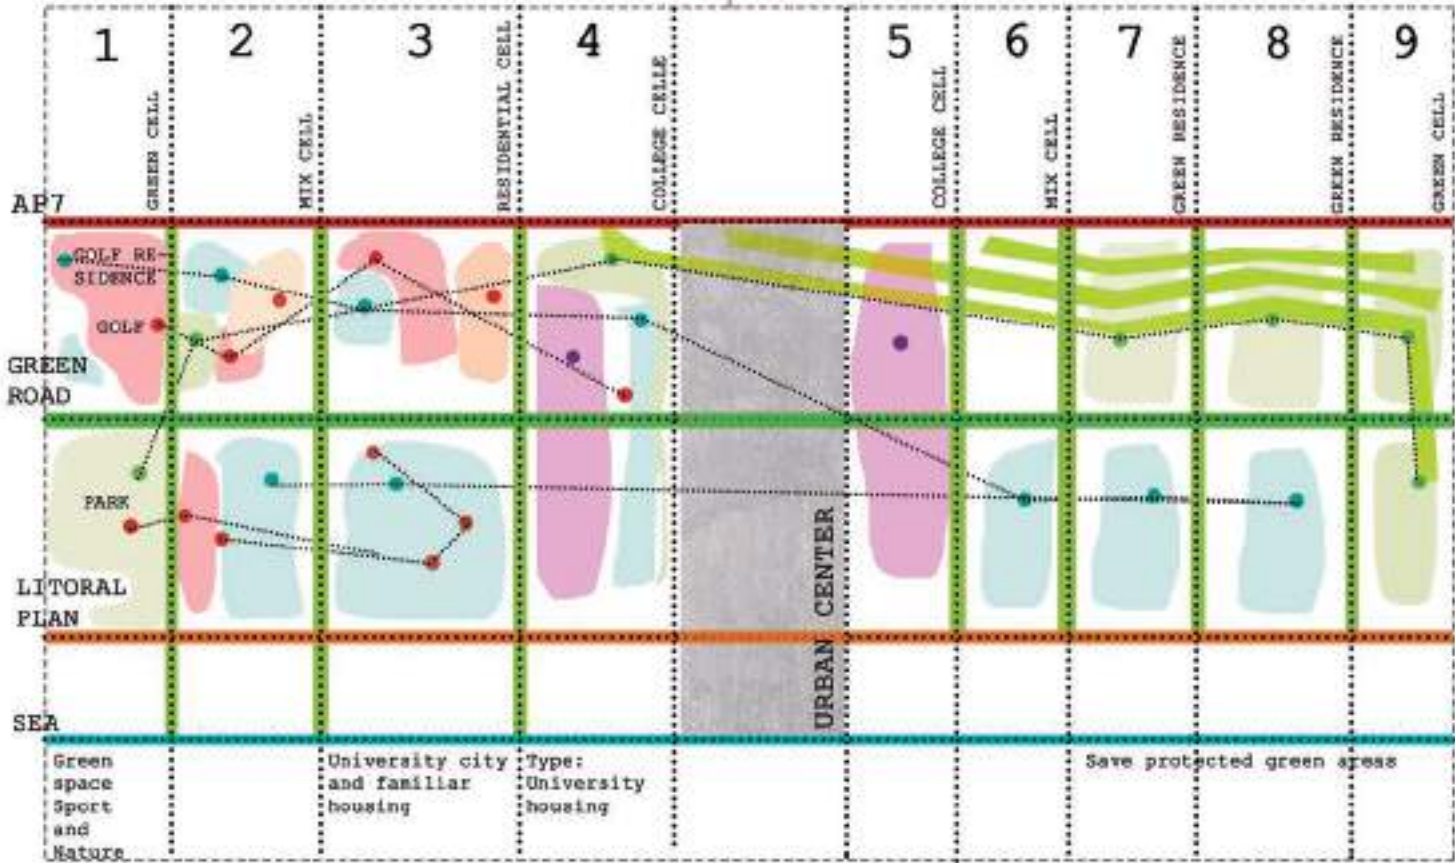 1
2
3
4
5
6
7
8
9
GREEN CELL
MIX CELL
RESIDENTIAL CELL
COLLEGE CELLE
COLLEGE CELL
MIX CELL
GREEN RESIDENCE
GREEN RESIDENCE
GREEN CELL
AP7
GOLF RE-
SIDENCE
GOLF
GREEN
ROAD
PARK
LITORAL
PLAN
URBAN CENTER
SEA
Green
space
Sport
and
Nature
University city
and familiar
housing
Type:
University
housing
Save protected green areas